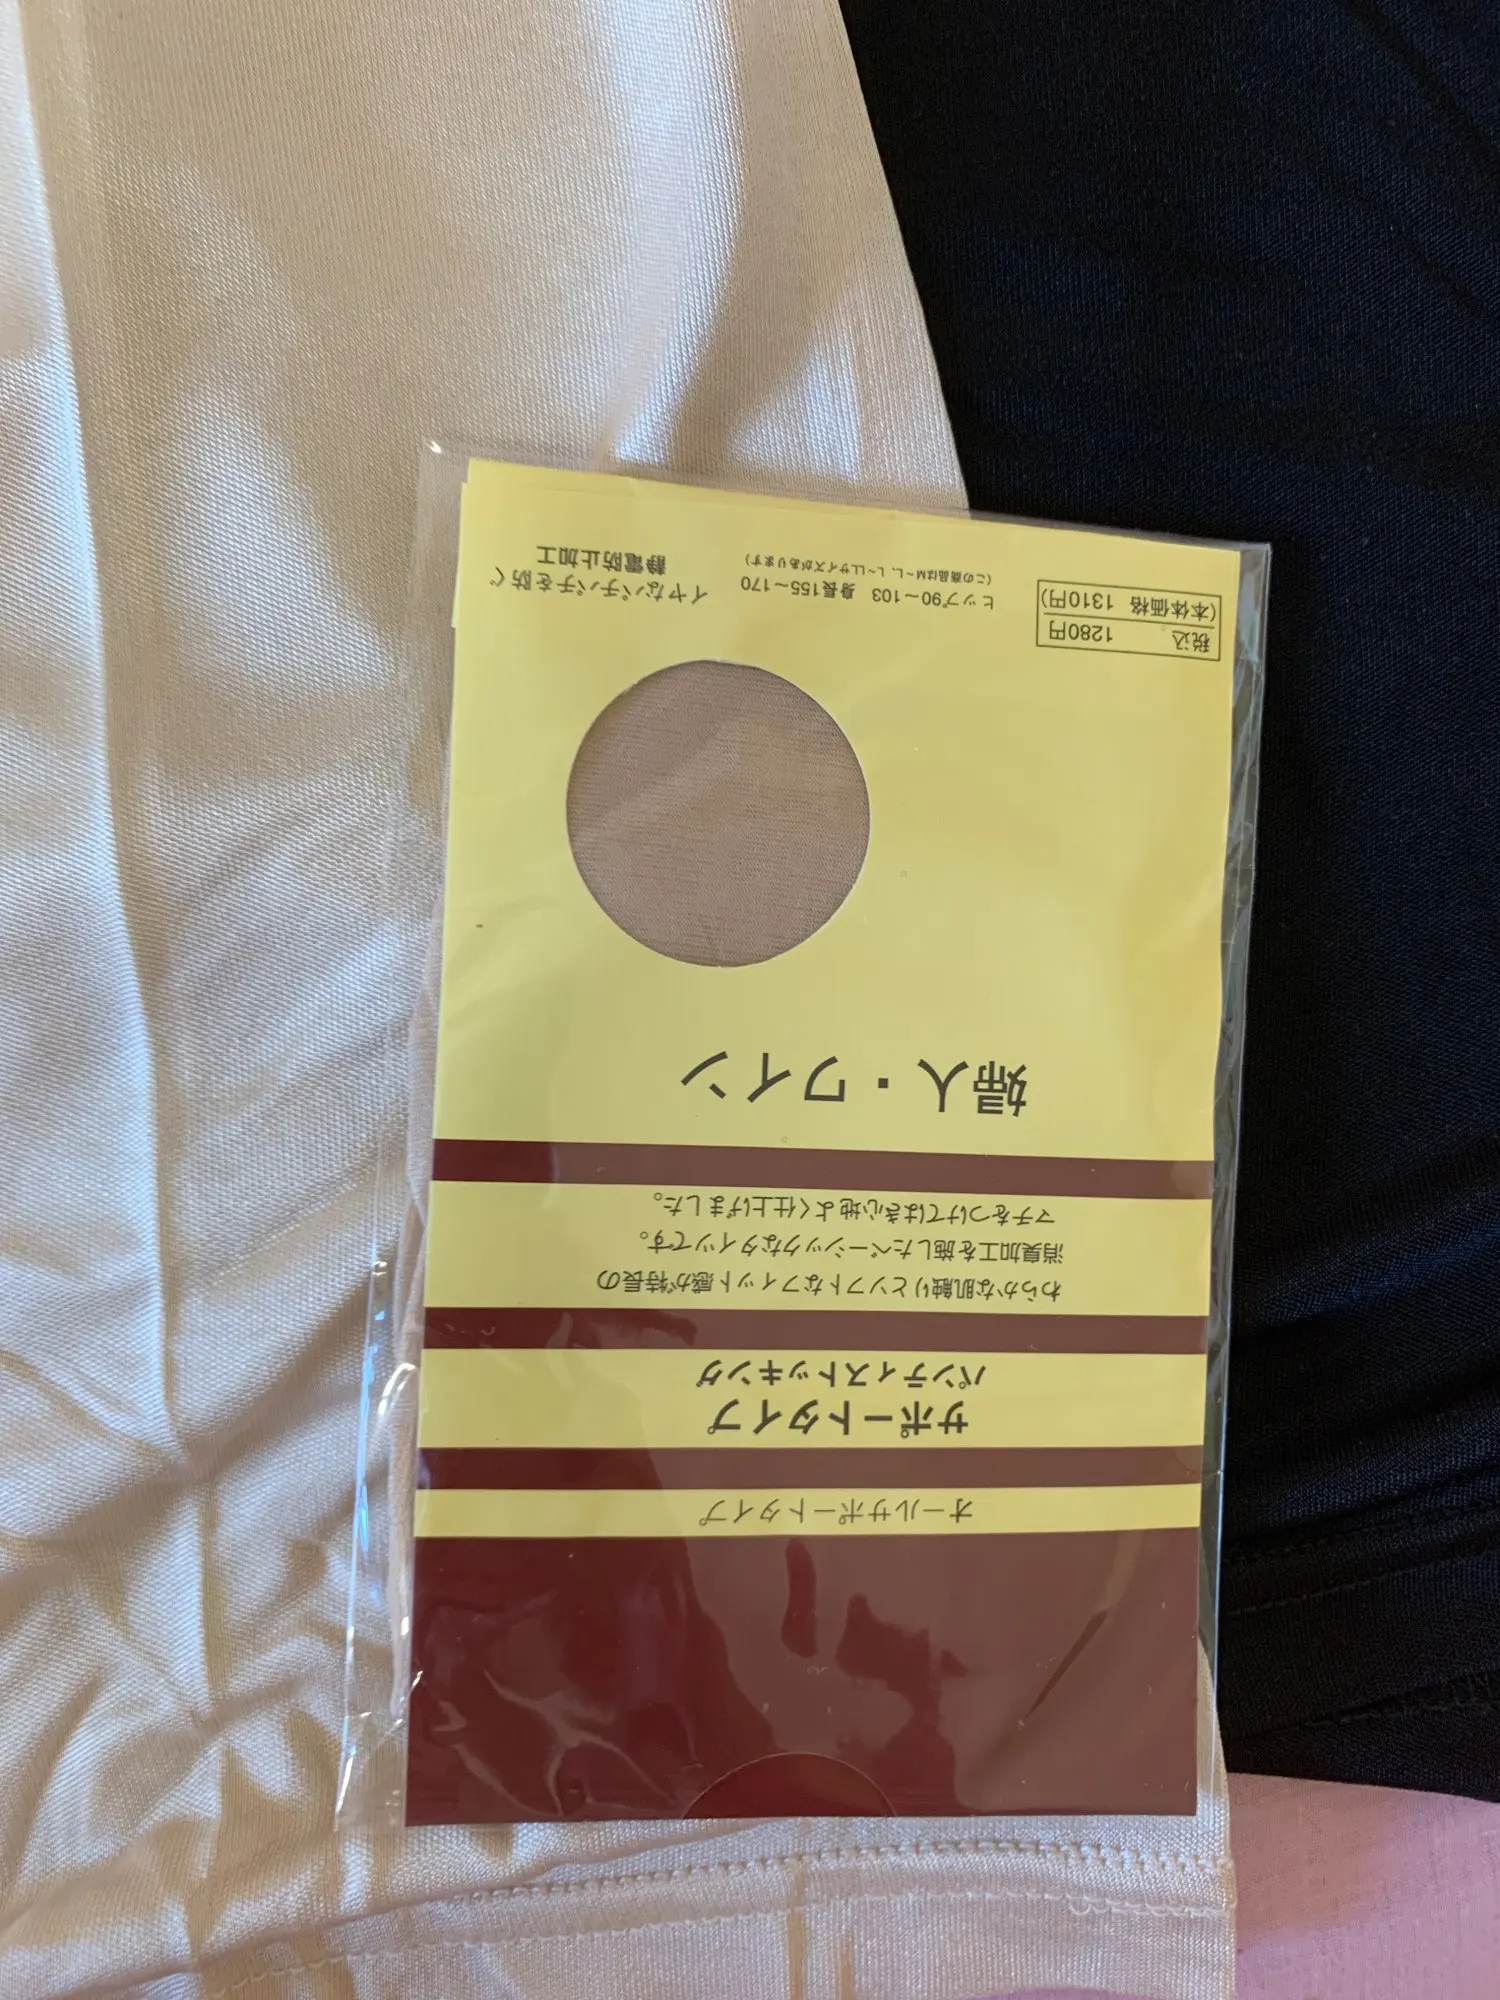 オールサポートタイプ
サポートタイプ
パンティストッキング
わらかな肌触りとソフトなフィット感が特長の
消臭加工を施したベーシックなタイツです。
マチをつけてはき心地よく仕上げました。
婦人・ワイン
税込 1280円
(本体価格 1310円)
ヒップ90～103 身長155～170
(この商品はM～L、L～LLサイズがあります)
イヤなパチパチを防ぐ
静電防止加工